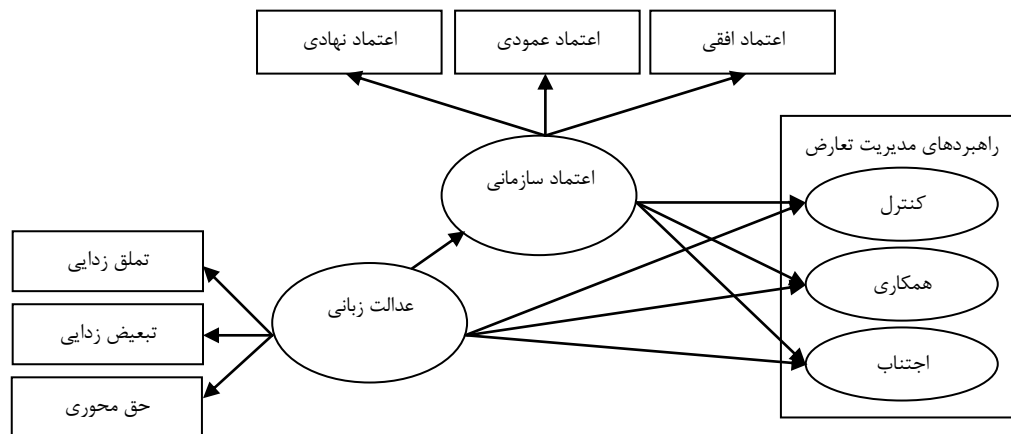 اعتماد افقی
اعتماد عمودی
اعتماد نهادی
راهبردهای مدیریت تعارض
اعتماد سازمانی
کنترل
تملق زدایی
همکاری
عدالت زبانی
تبعیض زدایی
اجتناب
حق محوری